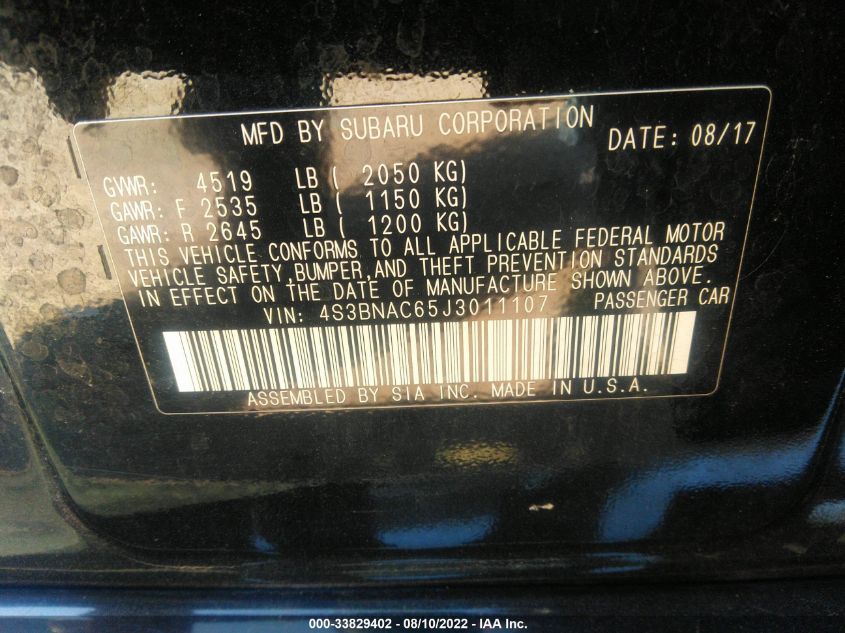 MFD BY SUBARU CORPORATION DATE: 08/17
GVWR: 4519 LB ( 2050 KG)
GAWR: F 2535 LB ( 1150 KG)
GAWR: R 2645 LB ( 1200 KG)
THIS VEHICLE CONFORMS TO ALL APPLICABLE FEDERAL MOTOR
VEHICLE SAFETY,BUMPER,AND THEFT PREVENTION STANDARDS
IN EFFECT ON THE DATE OF MANUFACTURE SHOWN ABOVE.
VIN: 4S3BNAC65J3011107 PASSENGER CAR
ASSEMBLED BY SIA INC. MADE IN U.S.A.
000-33829402 — 08/10/2022 — IAA Inc.